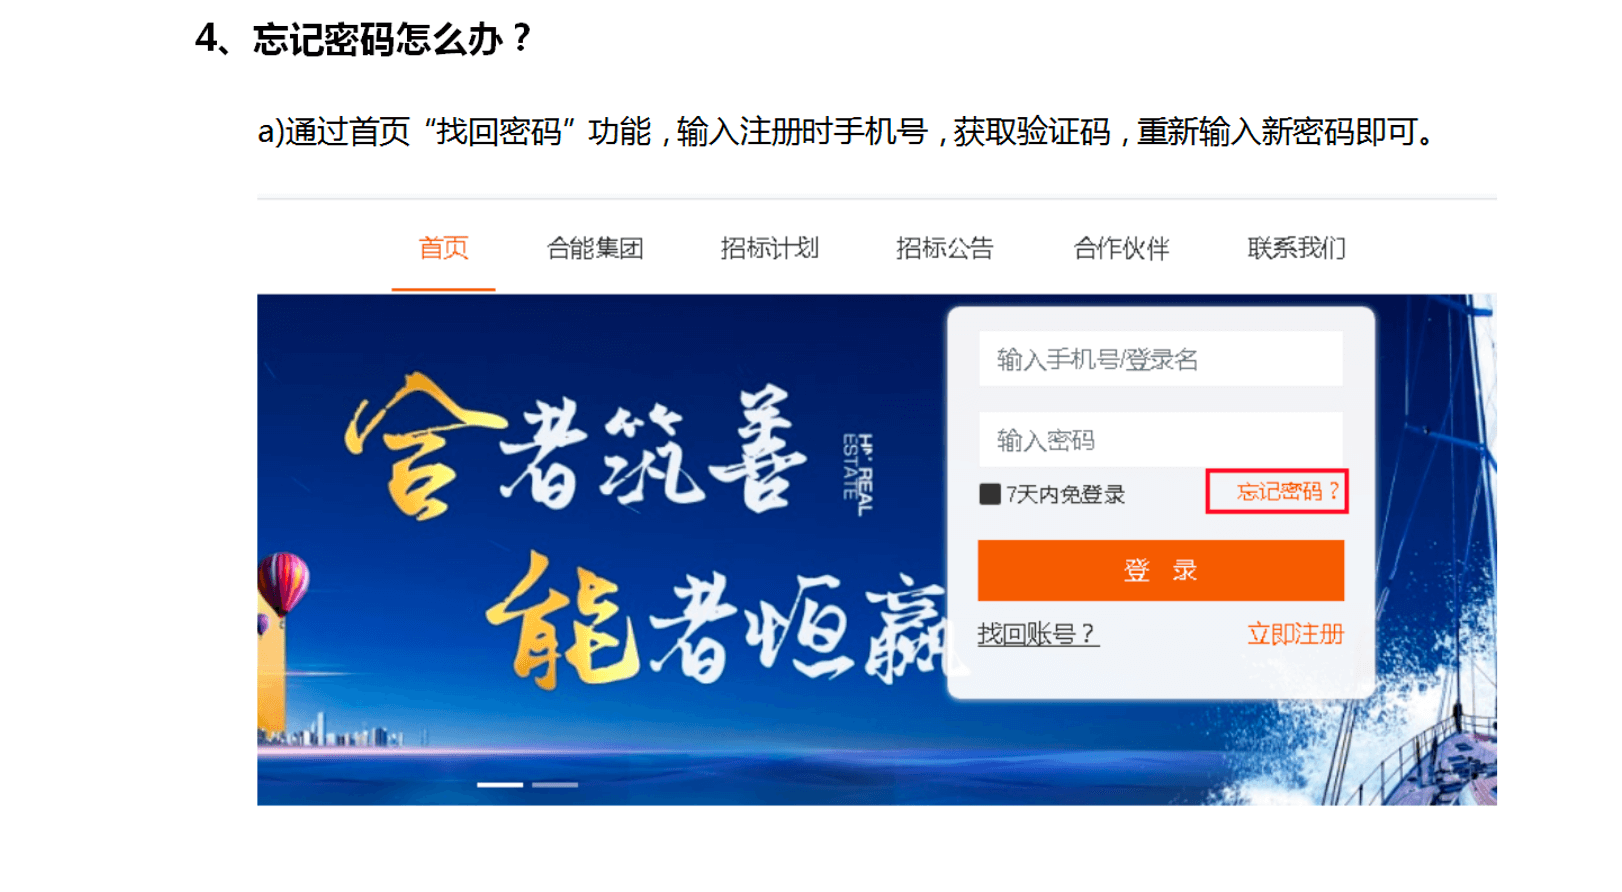 4、忘记密码怎么办？
a)通过首页“找回密码”功能,输入注册时手机号,获取验证码,重新输入新密码即可。
首页 合能集团 招标计划 招标公告 合作伙伴 联系我们
合者筑善
REAL
ESTATE
能者恒赢
输入手机号/登录名
输入密码
7天内免登录 忘记密码？
登 录
找回账号？ 立即注册